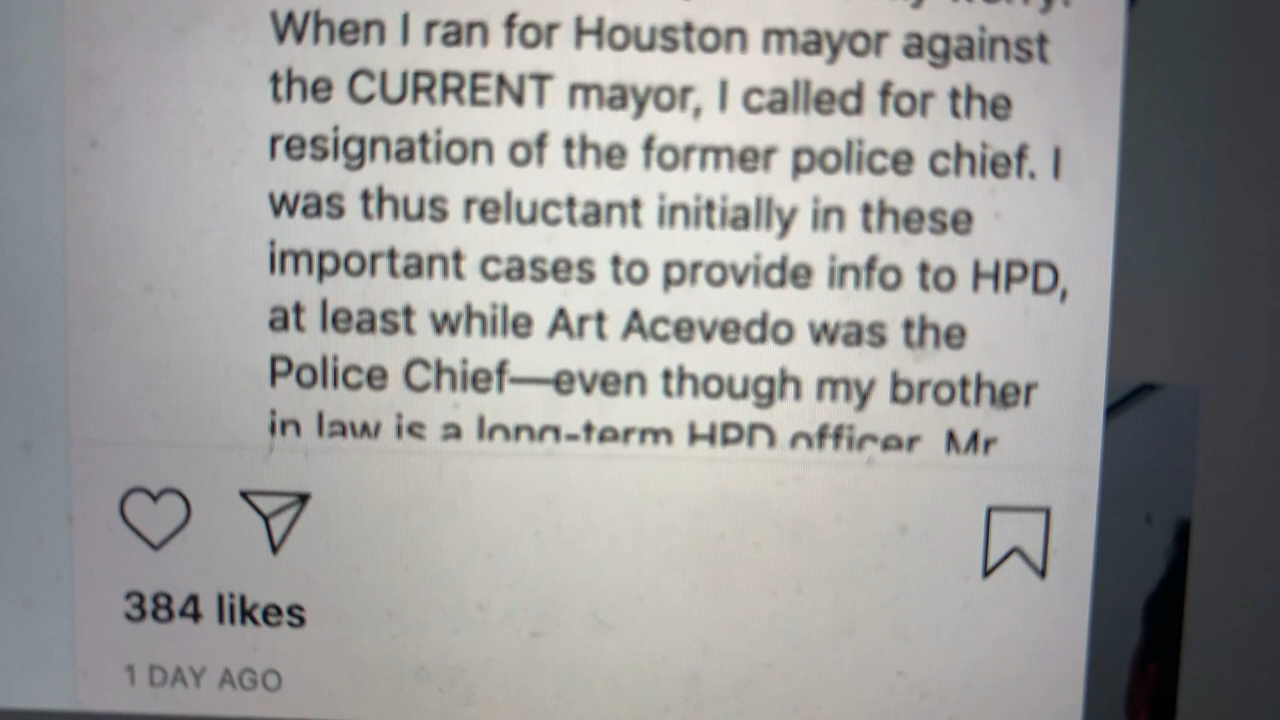 When I ran for Houston mayor against
the CURRENT mayor, I called for the
resignation of the former police chief. I
was thus reluctant initially in these
important cases to provide info to HPD,
at least while Art Acevedo was the
Police Chief—even though my brother
in law is a long-term HPD officer Mr
384 likes
1 DAY AGO